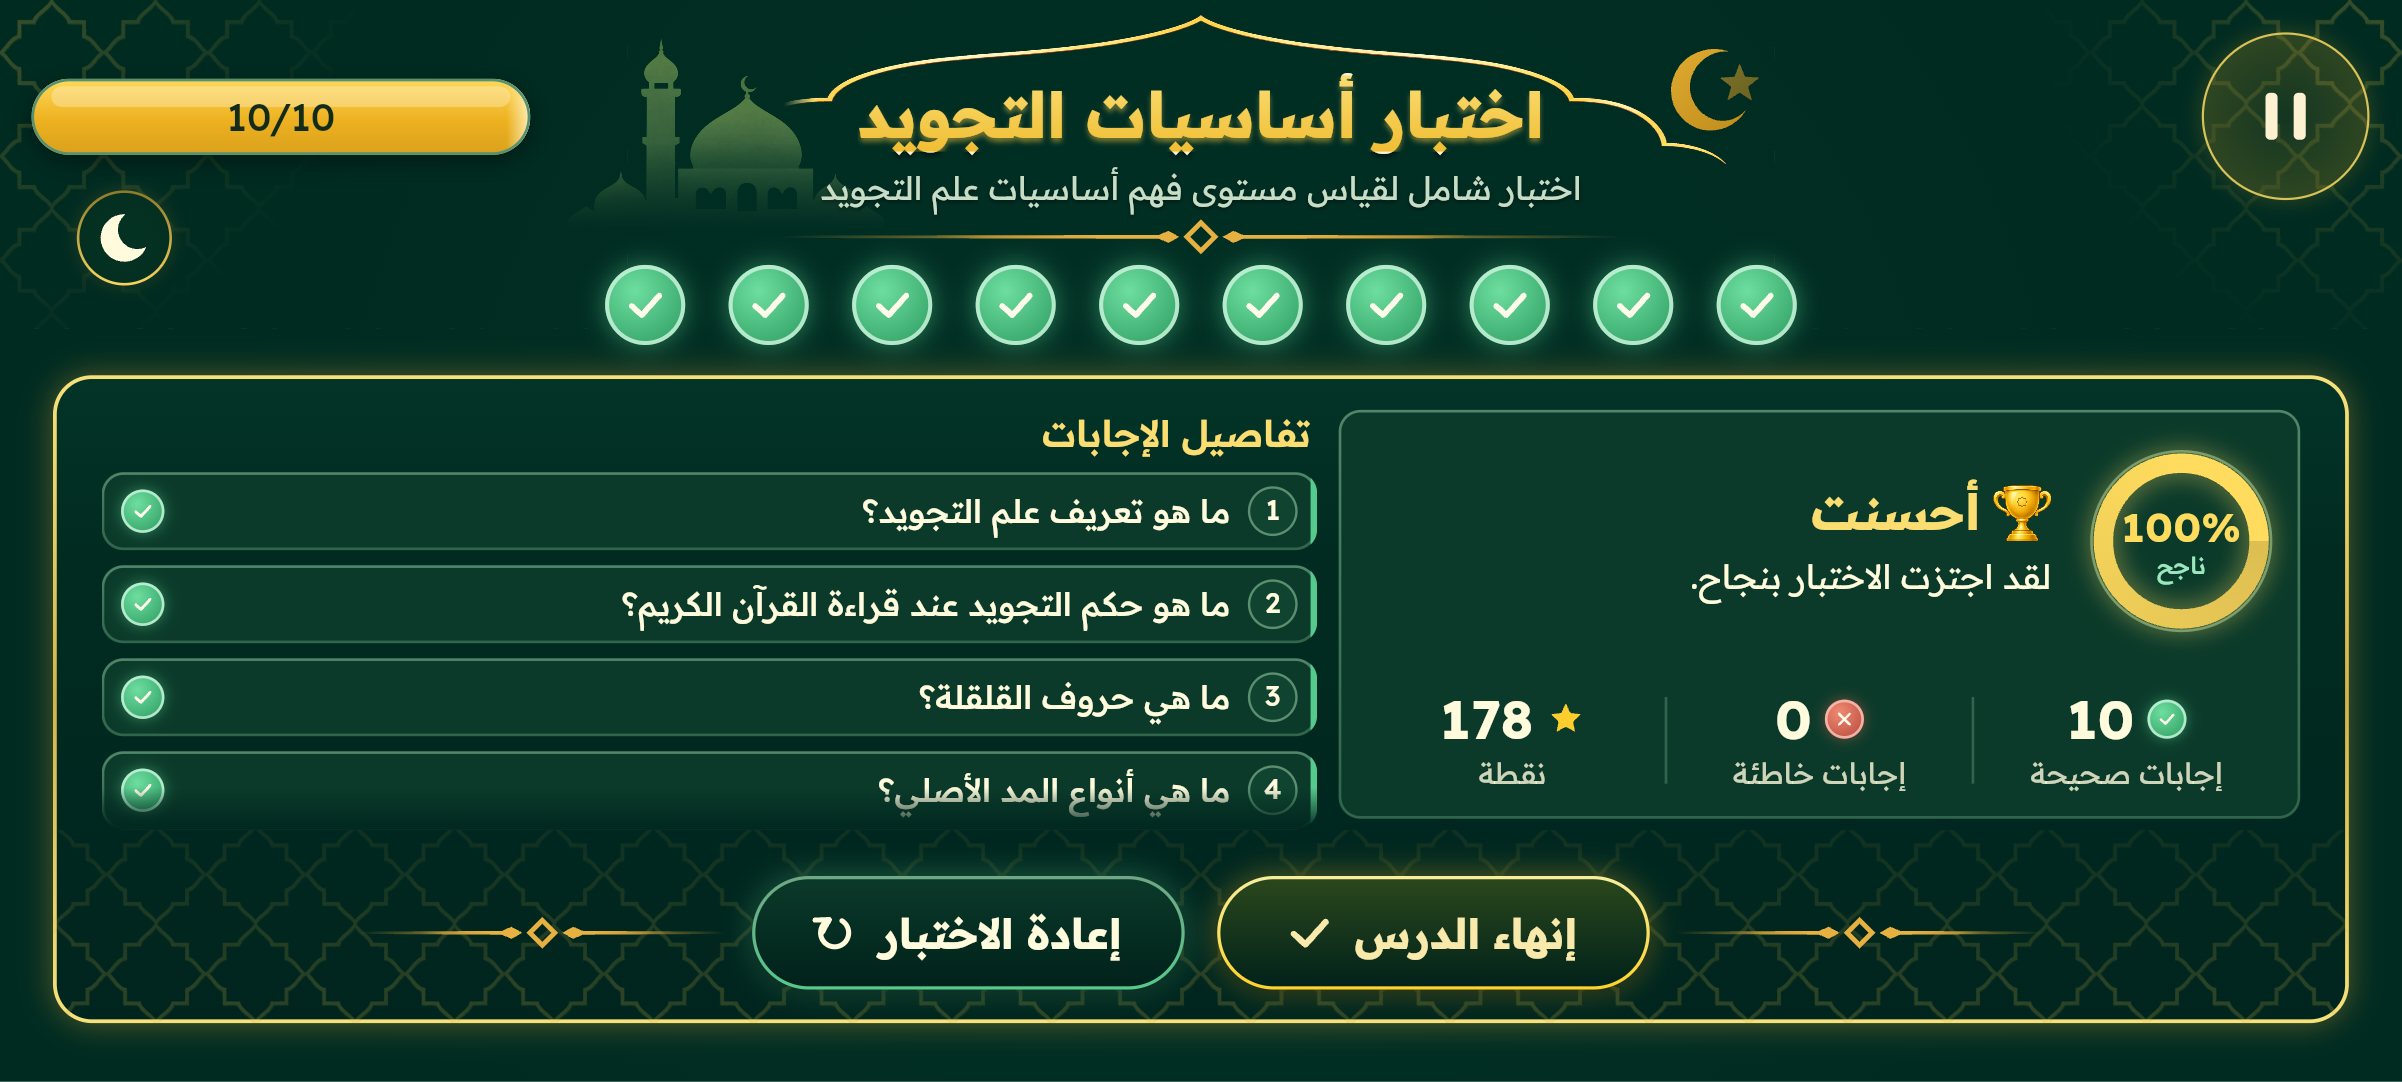 10/10
اختبار أساسيات التجويد
اختبار شامل لقياس مستوى فهم أساسيات علم التجويد
100%
ناجح
أحسنت
لقد اجتزت الاختبار بنجاح.
10
إجابات صحيحة
0
إجابات خاطئة
178
نقطة
تفاصيل الإجابات
1 ما هو تعريف علم التجويد؟
2 ما هو حكم التجويد عند قراءة القرآن الكريم؟
3 ما هي حروف القلقلة؟
4 ما هي أنواع المد الأصلي؟
إنهاء الدرس
إعادة الاختبار